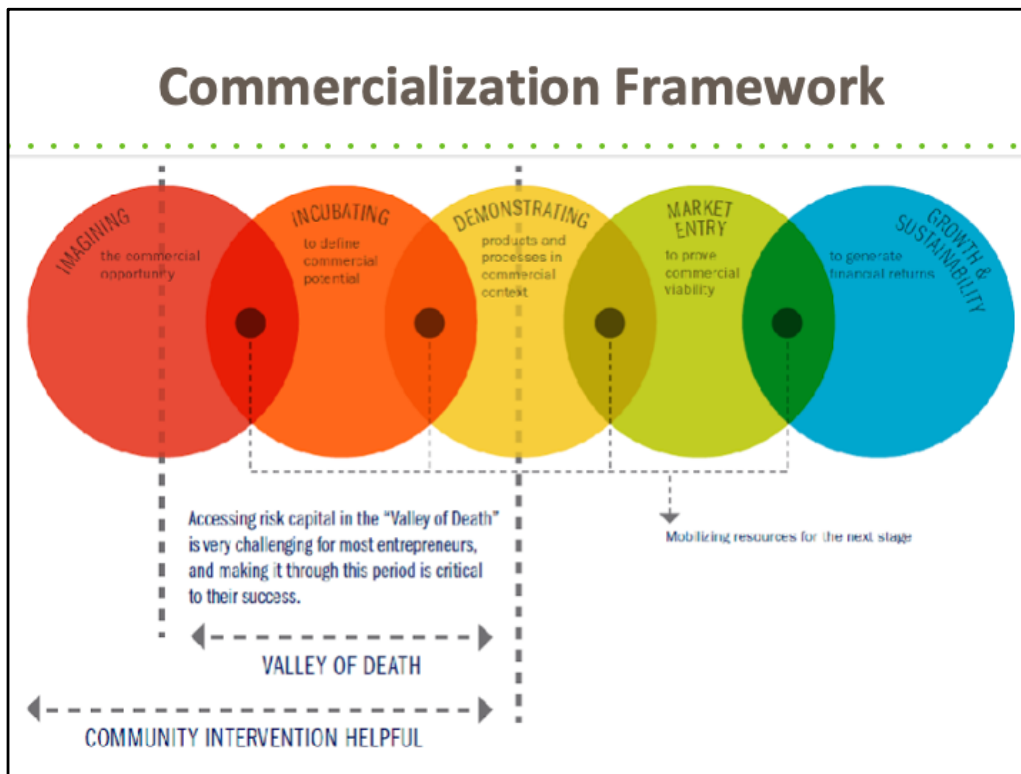 Commercialization Framework
IMAGINING
the commercial
opportunity
INCUBATING
to define
commercial
potential
DEMONSTRATING
products and
processes in
commercial
context
MARKET
ENTRY
to prove
commercial
viability
GROWTH &
SUSTAINABILITY
to generate
financial returns
Accessing risk capital in the “Valley of Death”
is very challenging for most entrepreneurs,
and making it through this period is critical
to their success.
Mobilizing resources for the next stage
VALLEY OF DEATH
COMMUNITY INTERVENTION HELPFUL